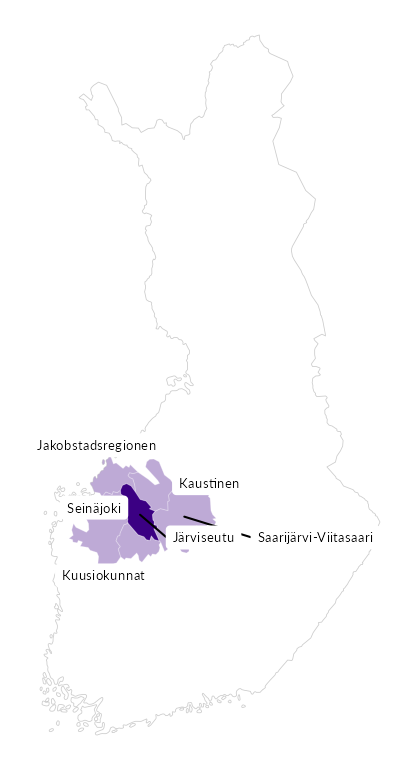 Jakobstadsregionen
Kaustinen
Seinäjoki
Järviseutu
Saarijärvi-Viitasaari
Kuusiokunnat